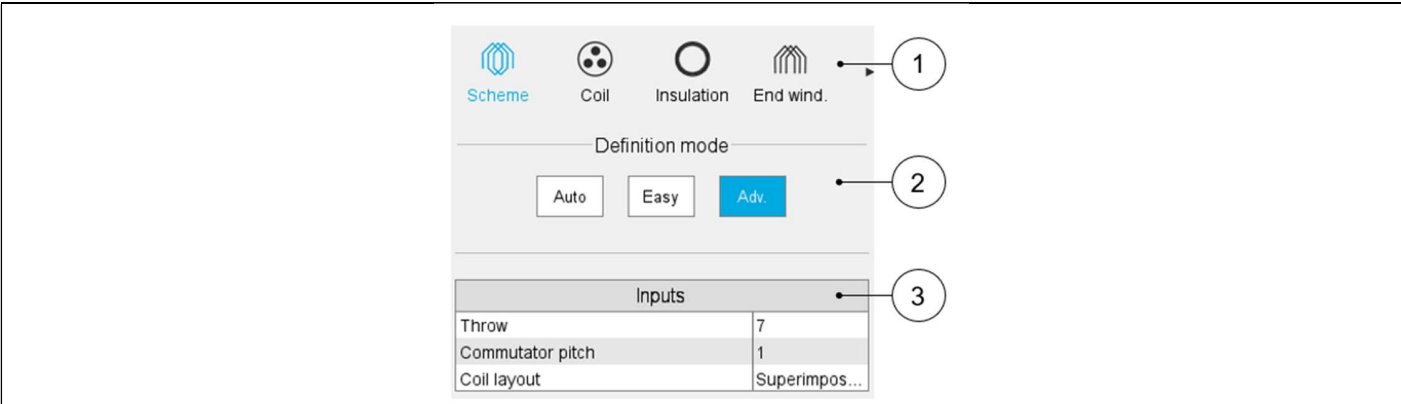 Scheme Coil Insulation End wind. 1
Definition mode
Auto Easy Adv. 2
Inputs 3
Throw 7
Commutator pitch 1
Coil layout Superimpos...